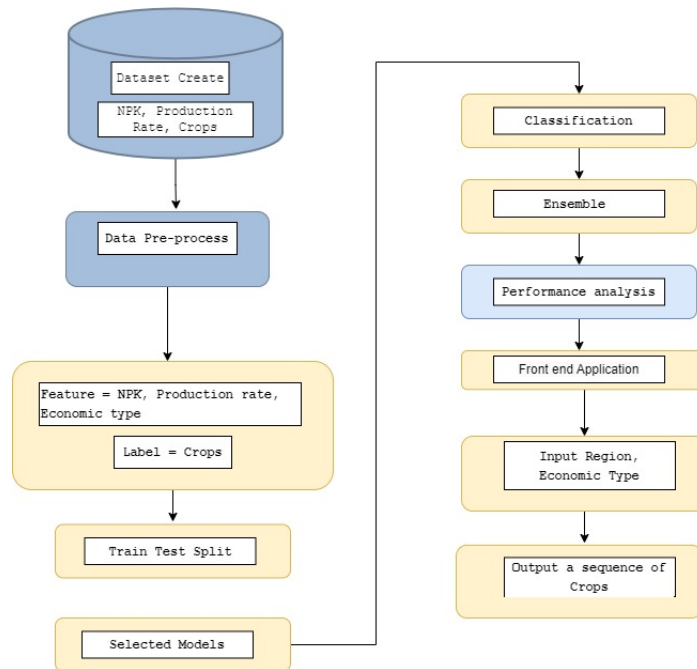 Dataset Create
NPK, Production
Rate, Crops
Data Pre-process
Feature = NPK, Production rate,
Economic type
Label = Crops
Train Test Split
Selected Models
Classification
Ensemble
Performance analysis
Front end Application
Input Region,
Economic Type
Output a sequence of
Crops